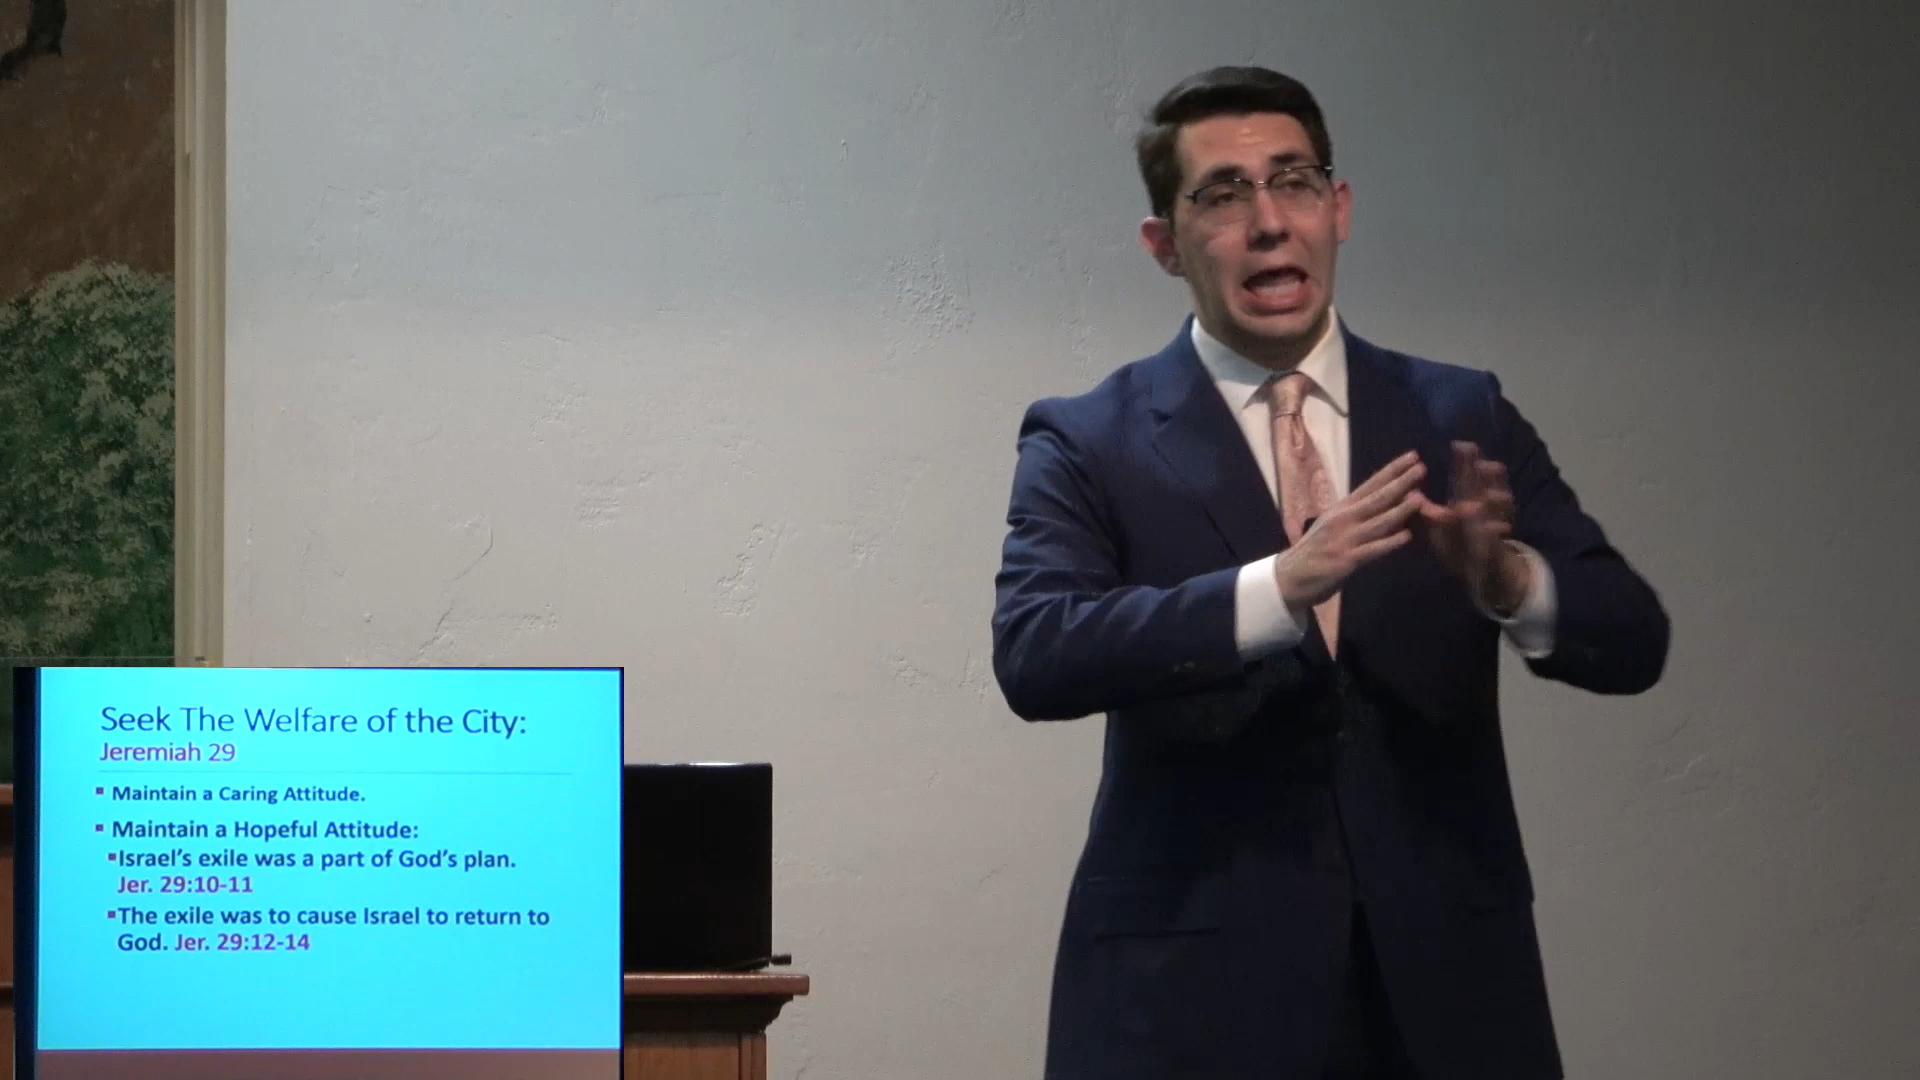 Seek The Welfare of the City:
Jeremiah 29
▪ Maintain a Caring Attitude.
▪ Maintain a Hopeful Attitude:
▪Israel’s exile was a part of God’s plan.
Jer. 29:10-11
▪The exile was to cause Israel to return to
God. Jer. 29:12-14